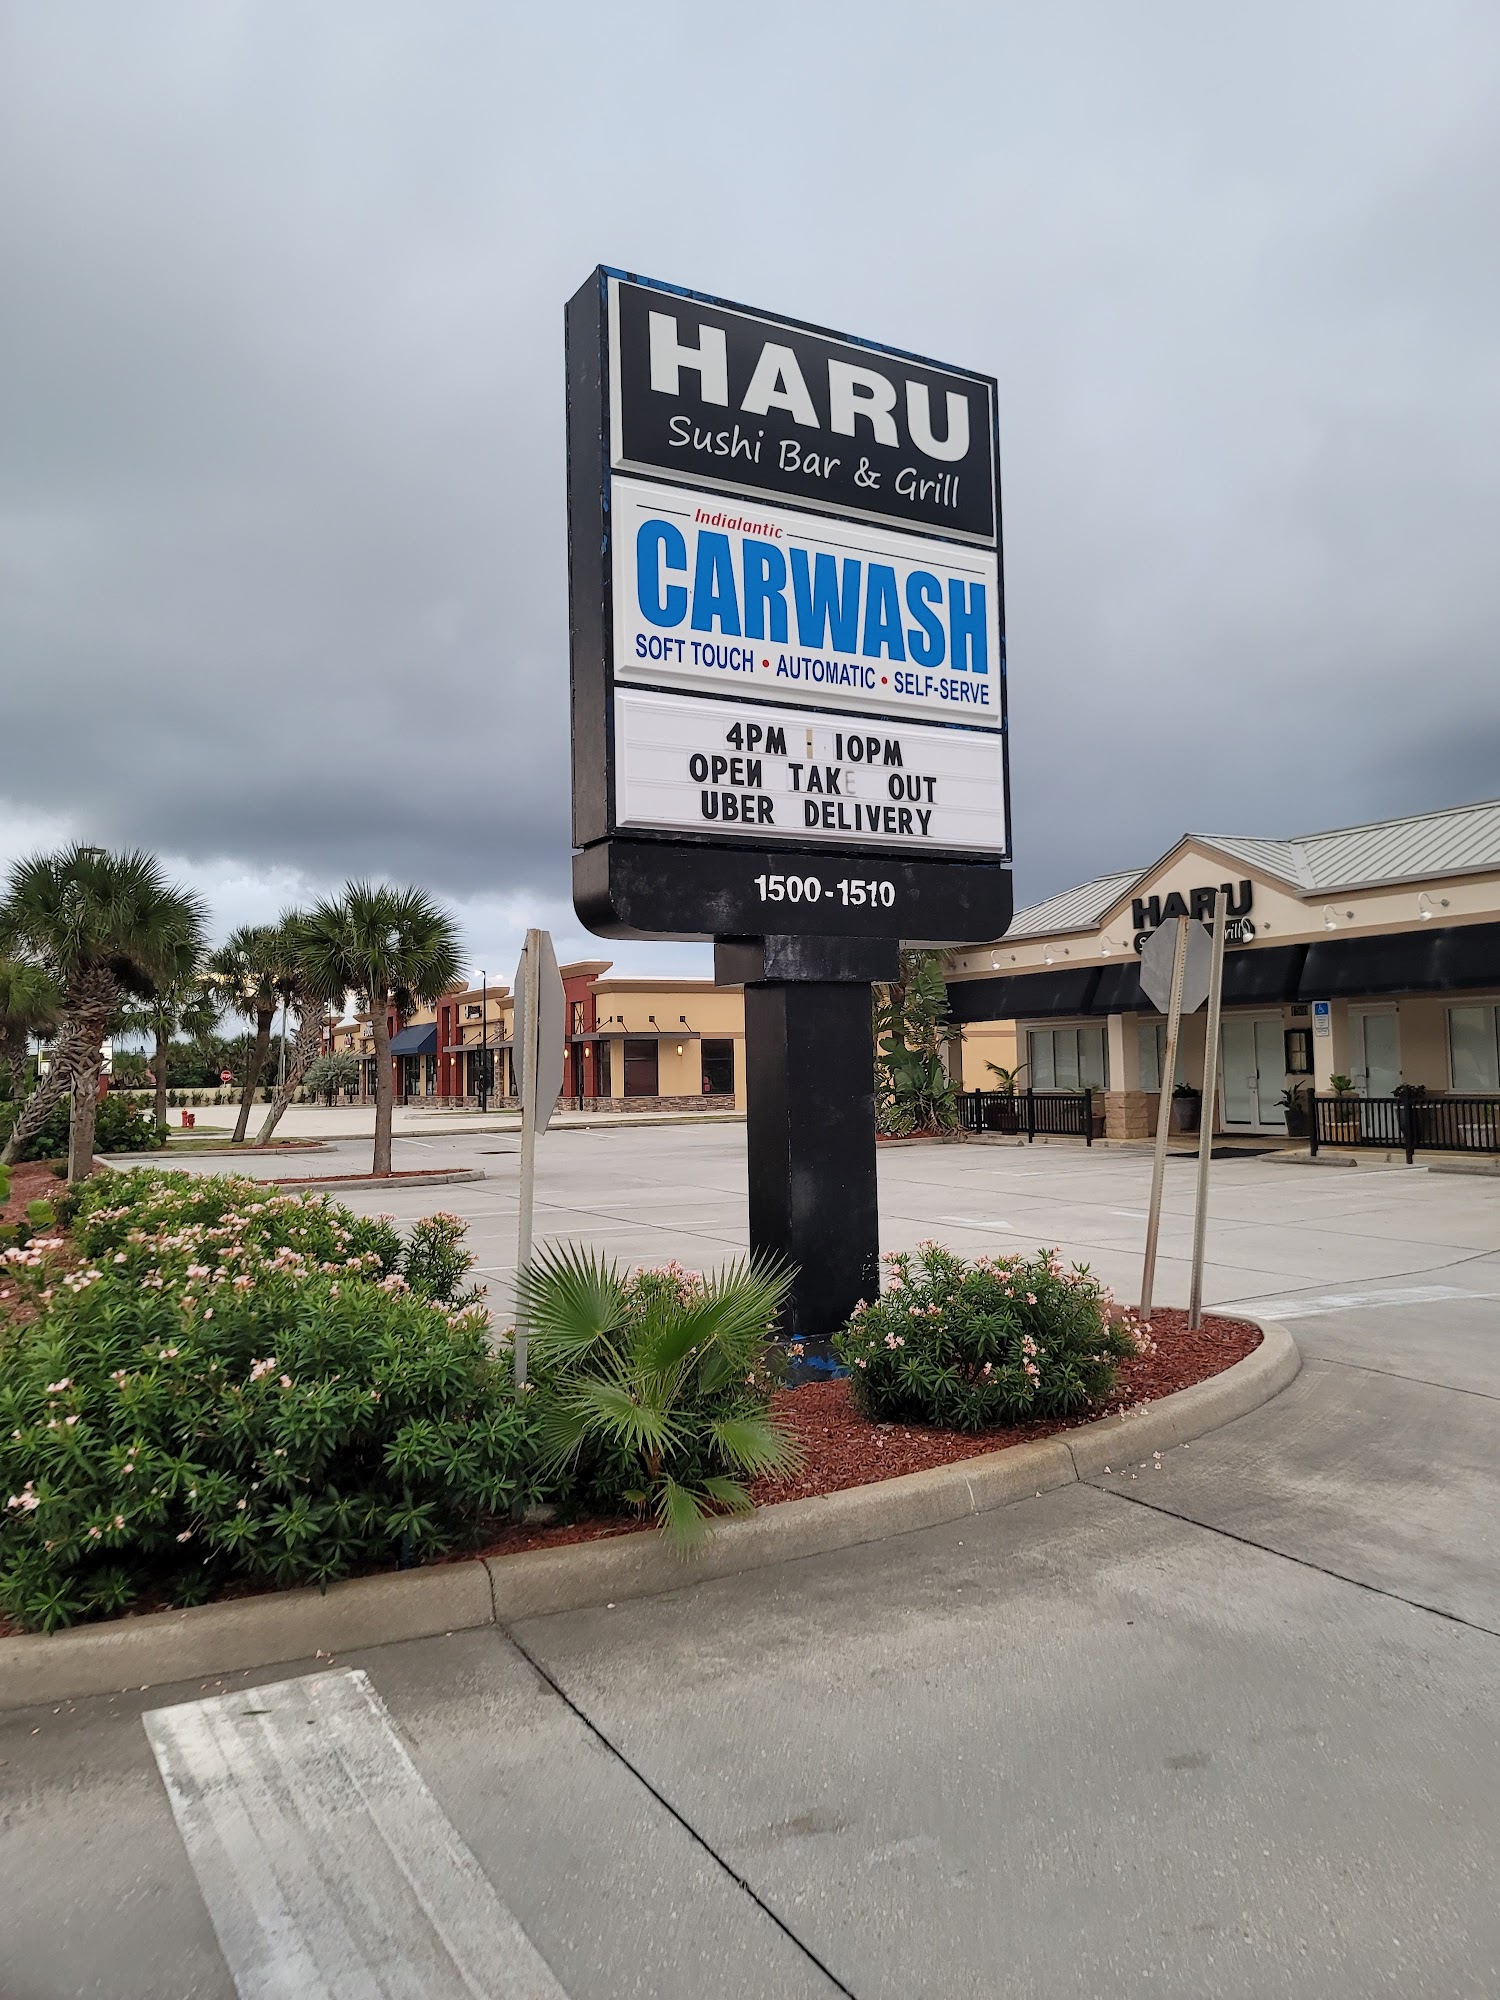 HARU
Sushi Bar & Grill
Indialantic
CARWASH
SOFT TOUCH • AUTOMATIC • SELF-SERVE
4PM - 10PM
OPEN TAKE OUT
UBER DELIVERY
1500-1510
HARU